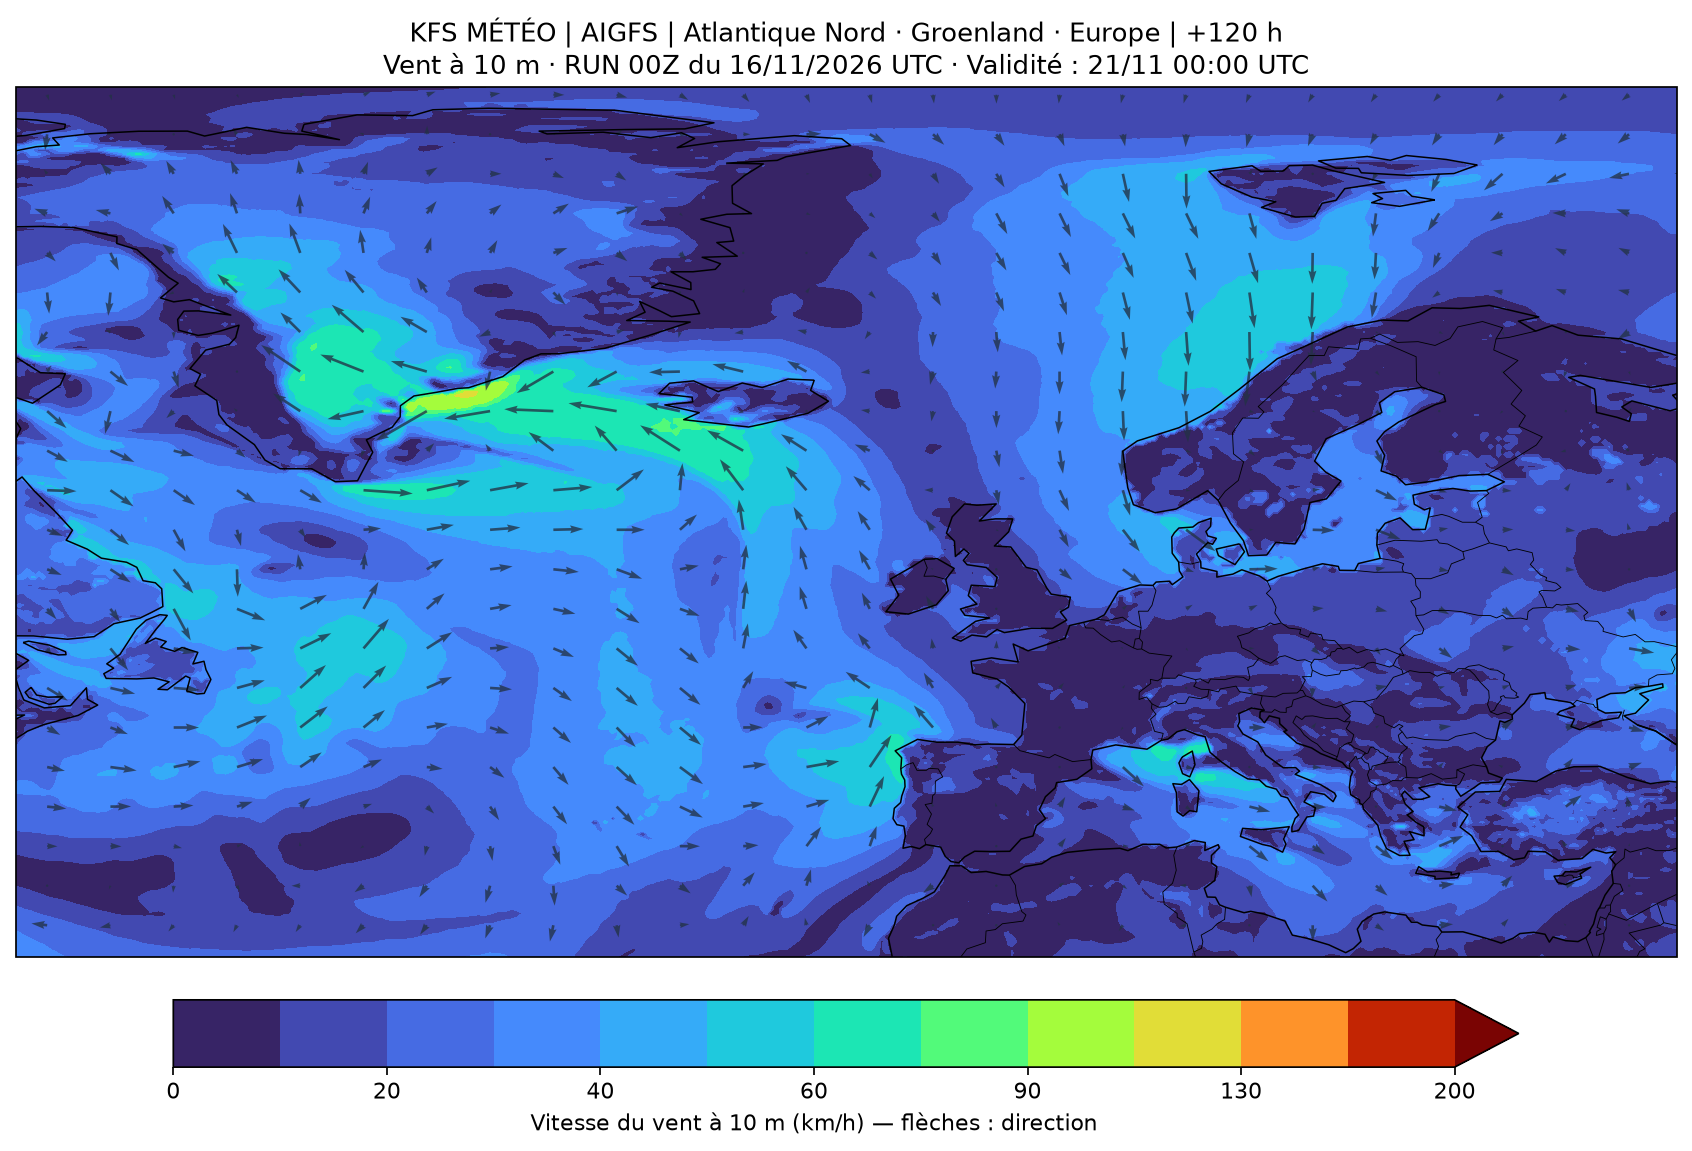 KFS MÉTÉO | AIGFS | Atlantique Nord · Groenland · Europe | +120 h
Vent à 10 m · RUN 00Z du 16/11/2026 UTC · Validité : 21/11 00:00 UTC
0 20 40 60 90 130 200
Vitesse du vent à 10 m (km/h) — flèches : direction